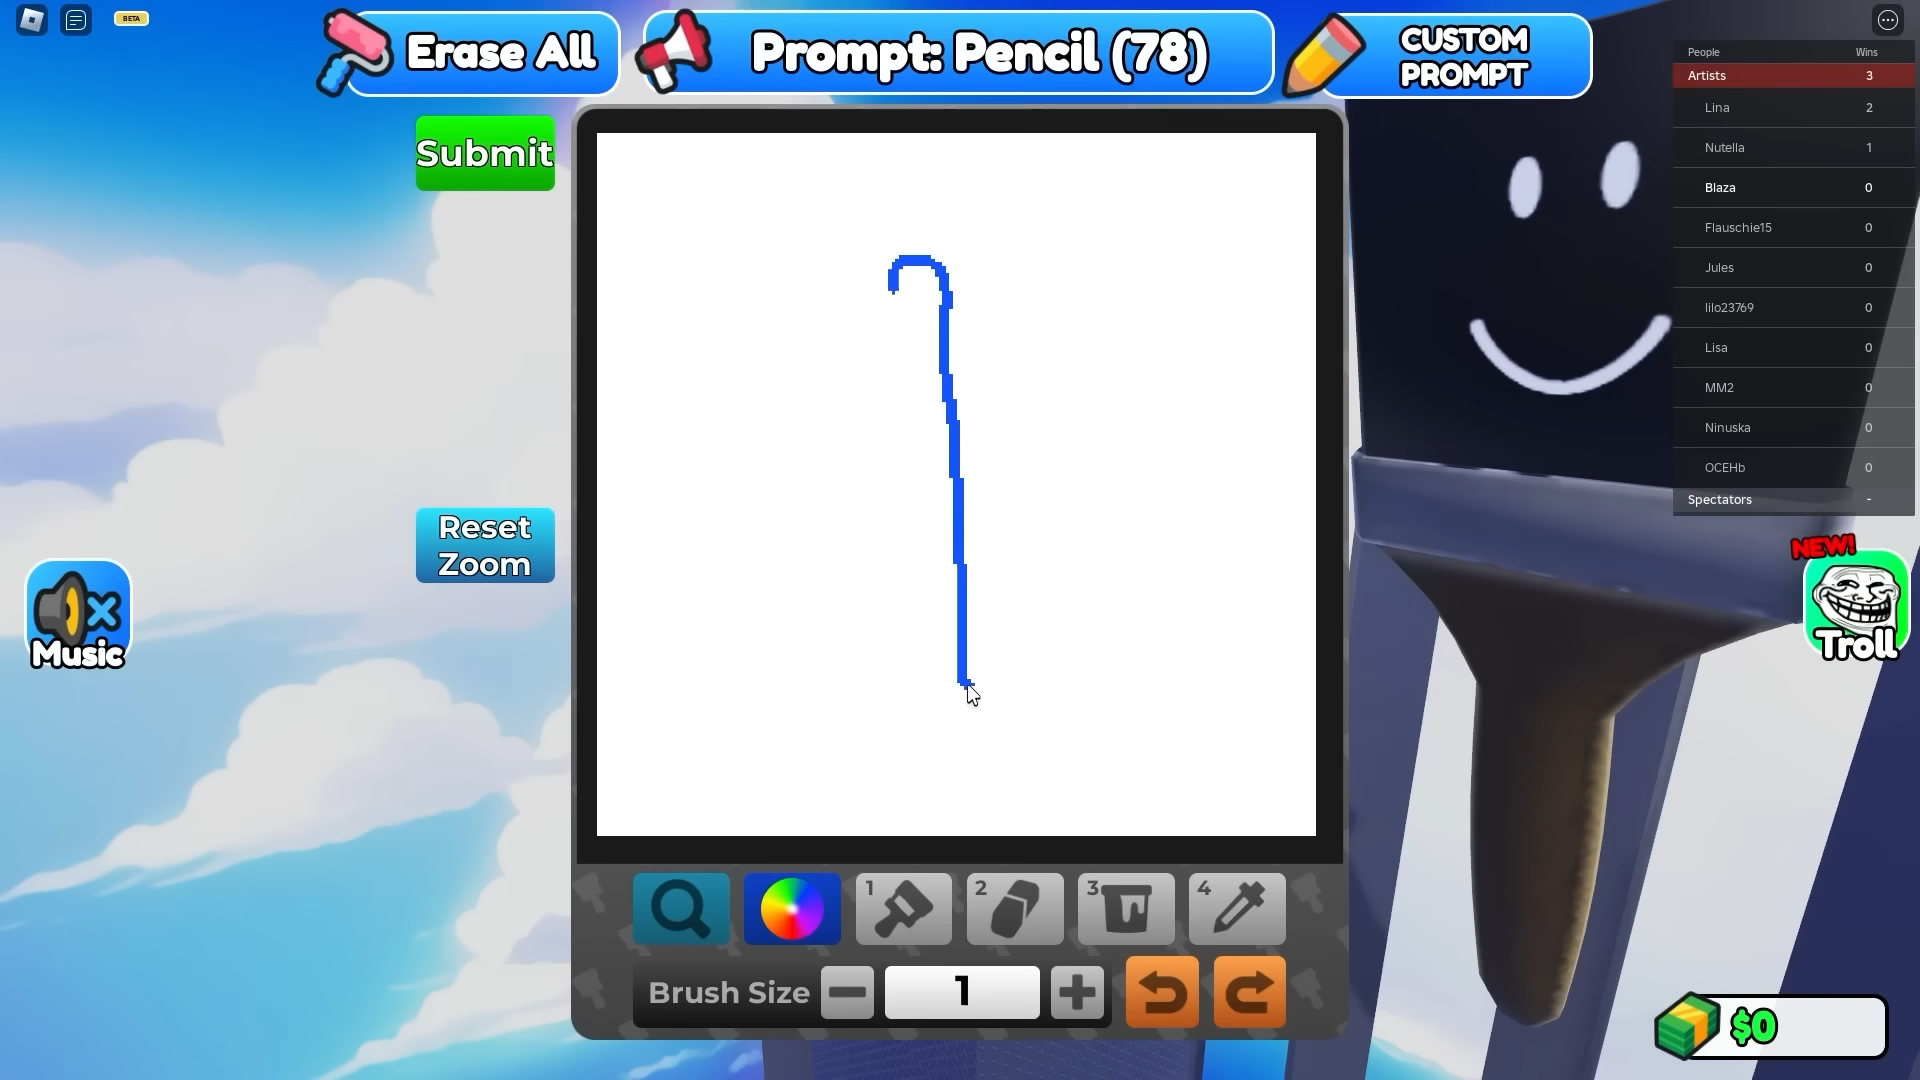 BETA
Erase All
Prompt: Pencil (78)
CUSTOM
PROMPT
People Wins
Artists 3
Lina 2
Nutella 1
Blaza 0
Flauschie15 0
Jules 0
lilo23769 0
Lisa 0
MM2 0
Ninuska 0
OCEHb 0
Spectators -
Submit
Reset
Zoom
Music
NEW!
Troll
1
2
3
4
Brush Size 1
$0